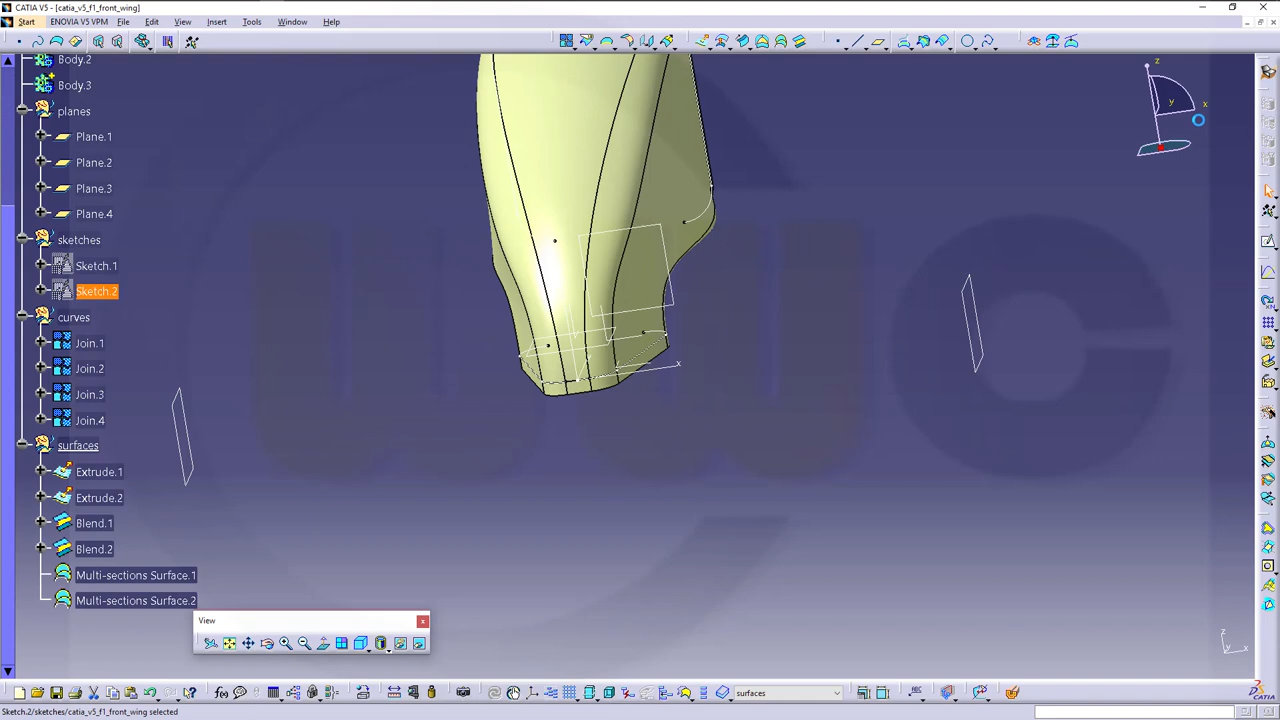 CATIA V5 - [catia_v5_f1_front_wing]
Start ENOVIA V5 VPM File Edit View Insert Tools Window Help
Body.2
Body.3
planes
Plane.1
Plane.2
Plane.3
Plane.4
sketches
Sketch.1
Sketch.2
curves
Join.1
Join.2
Join.3
Join.4
surfaces
Extrude.1
Extrude.2
Blend.1
Blend.2
Multi-sections Surface.1
Multi-sections Surface.2
z
y
x
x
View
z
y x
f(x)
surfaces
ABC
CATIA
Sketch.2/sketches/catia_v5_f1_front_wing selected